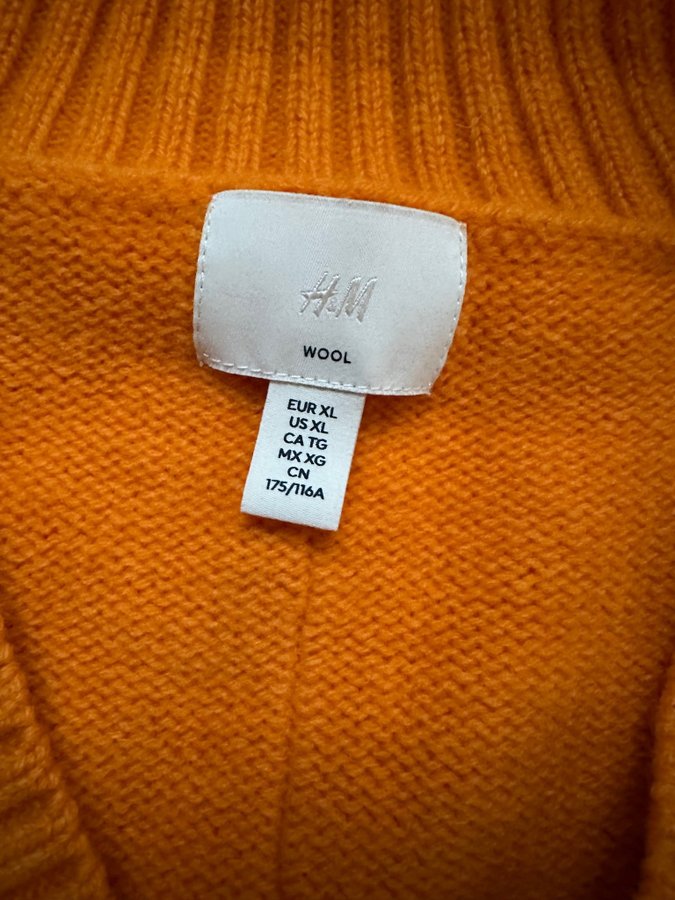 H&M
WOOL
EUR XL
US XL
CA TG
MX XG
CN
175/116A